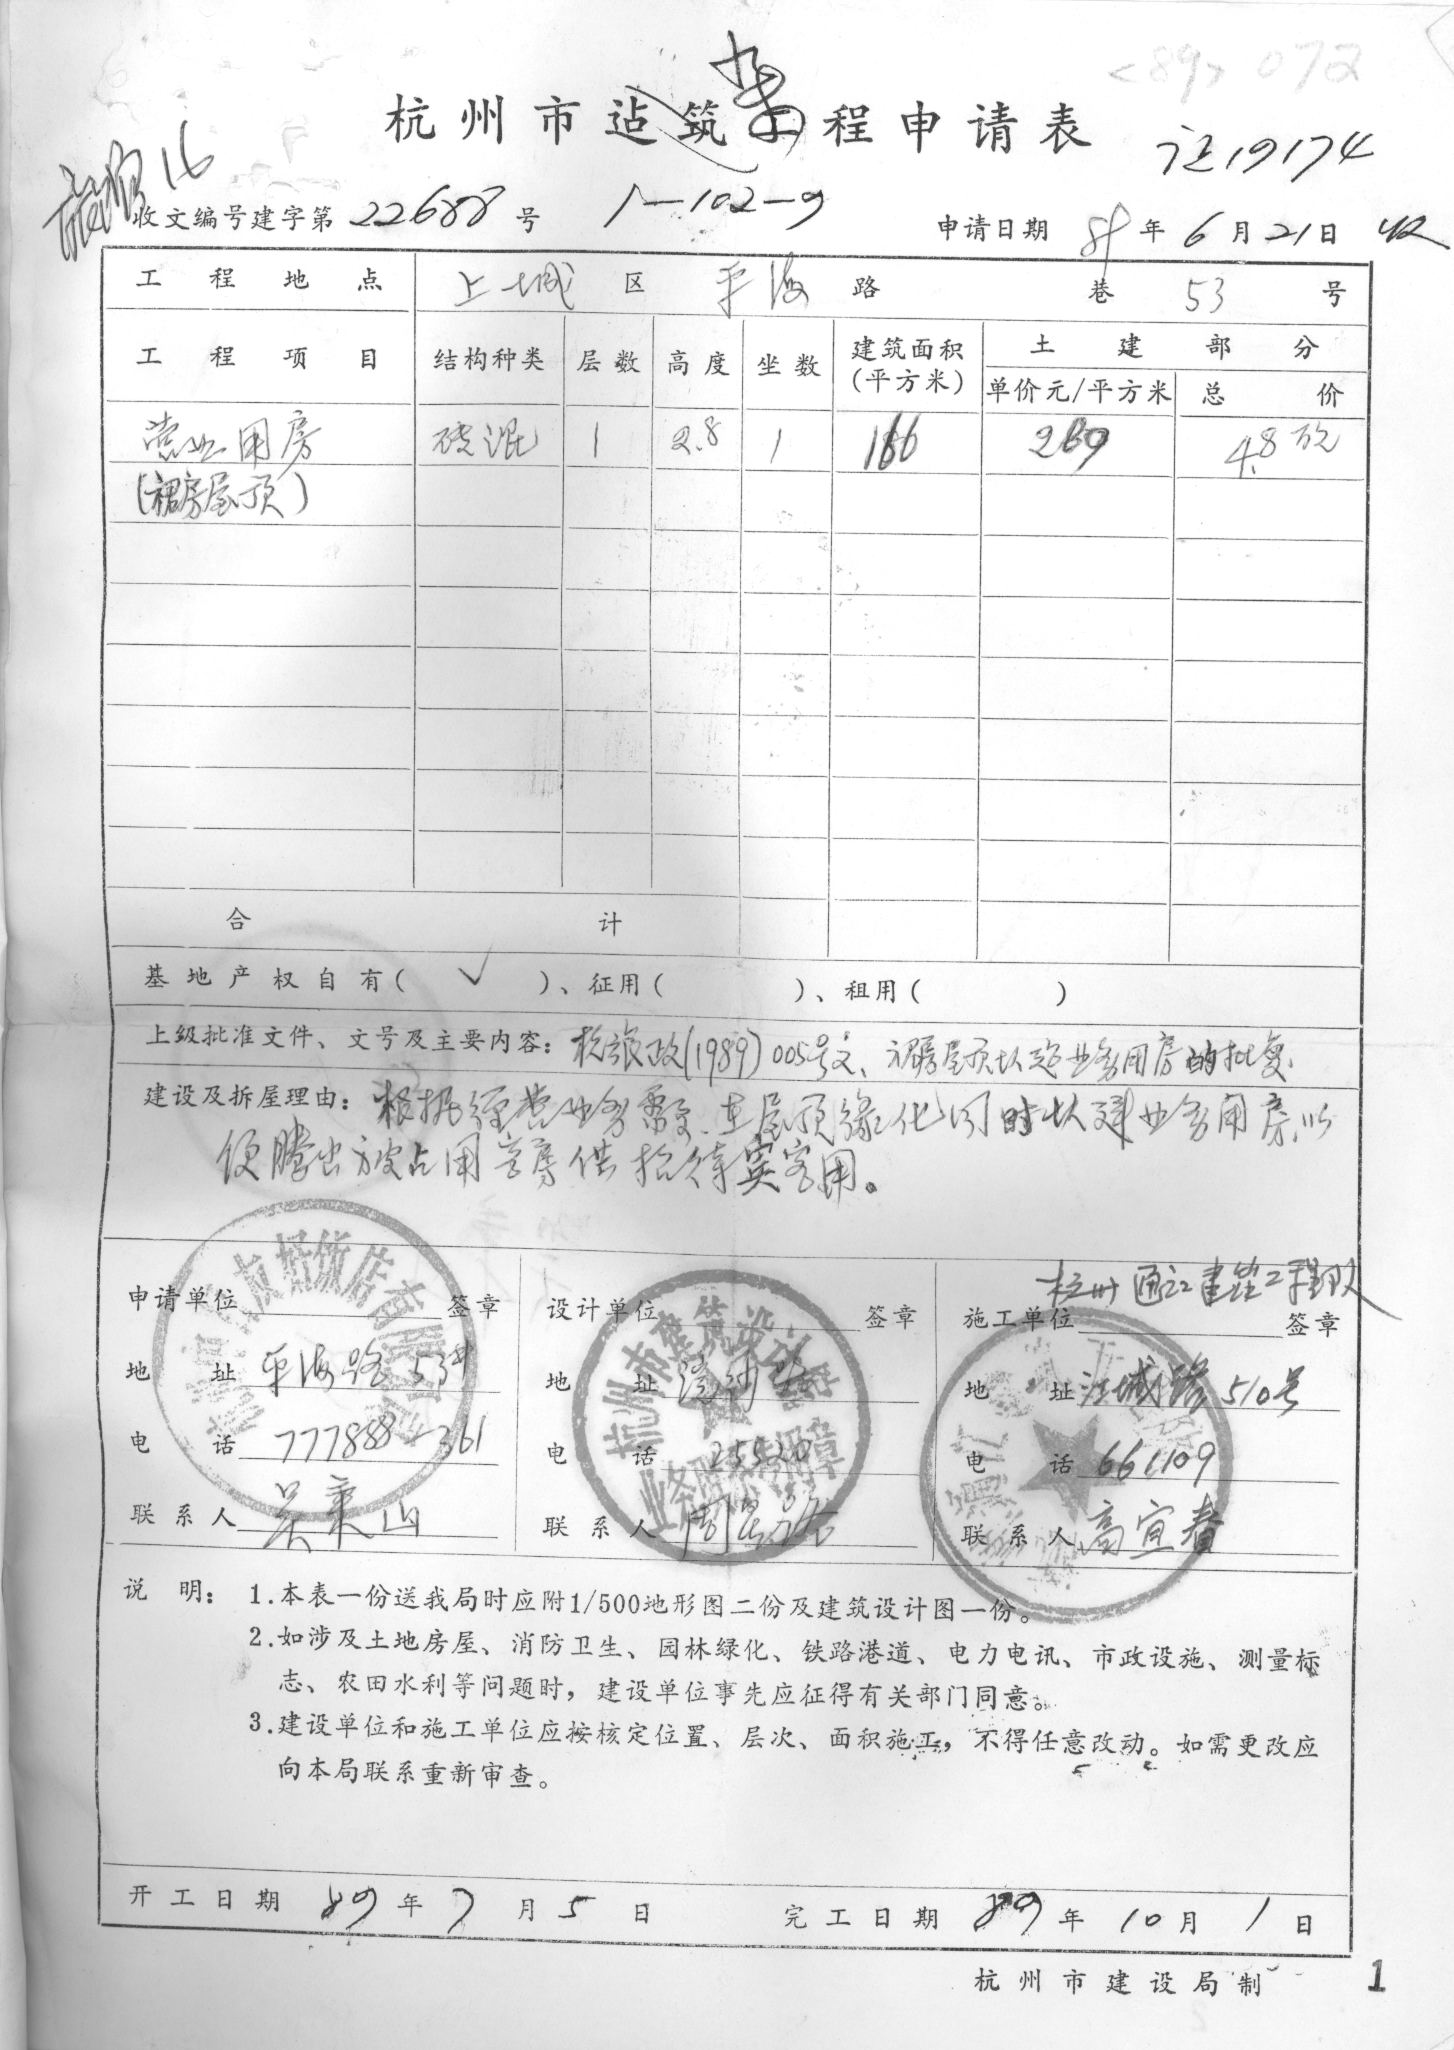 <89> 072
杭州市建筑工程申请表
证19174
收文编号建字第 22688 号
1-102-9
申请日期 89 年 6 月 21 日
工程地点 上城 区 平海 路 巷 53 号
工程项目 结构种类 层数 高度 坐数 建筑面积(平方米) 土建部分
单价元/平方米 总价
营业用房 砖混 1 2.8 1 166 289 4.8万元
(裙房屋顶)
合计
基地产权自有( ✓ )、征用( )、租用( )
上级批准文件、文号及主要内容: 杭旅政(1989)005号文、裙房屋顶扩建业务用房的批复
建设及拆屋理由: 根据经营业务需要、在屋顶绿化同时扩建业务用房,以
便腾出被占用客房供招待宾客用。
杭州通江建筑工程队
申请单位 签章 设计单位 签章 施工单位 签章
地址 平海路53号 地址 地址 江城路510号
电话 777888-361 电话 25520 电话 661109
联系人 吴秉山 联系人 联系人 高宜春
杭州市建筑设计
说明: 1.本表一份送我局时应附1/500地形图二份及建筑设计图一份。
2.如涉及土地房屋、消防卫生、园林绿化、铁路港道、电力电讯、市政设施、测量标
志、农田水利等问题时,建设单位事先应征得有关部门同意。
3.建设单位和施工单位应按核定位置、层次、面积施工,不得任意改动。如需更改应
向本局联系重新审查。
开工日期 89 年 7 月 5 日 完工日期 89 年 10 月 1 日
杭州市建设局制 1